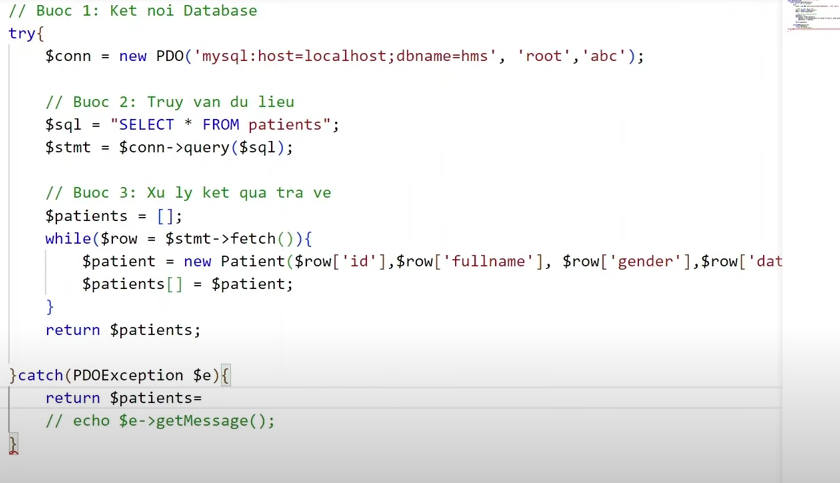 // Buoc 1: Ket noi Database
try{
$conn = new PDO('mysql:host=localhost;dbname=hms', 'root','abc');
// Buoc 2: Truy van du lieu
$sql = "SELECT * FROM patients";
$stmt = $conn->query($sql);
// Buoc 3: Xu ly ket qua tra ve
$patients = [];
while($row = $stmt->fetch()){
$patient = new Patient($row['id'],$row['fullname'], $row['gender'],$row['dat
$patients[] = $patient;
}
return $patients;
}catch(PDOException $e){
return $patients=
// echo $e->getMessage();
}